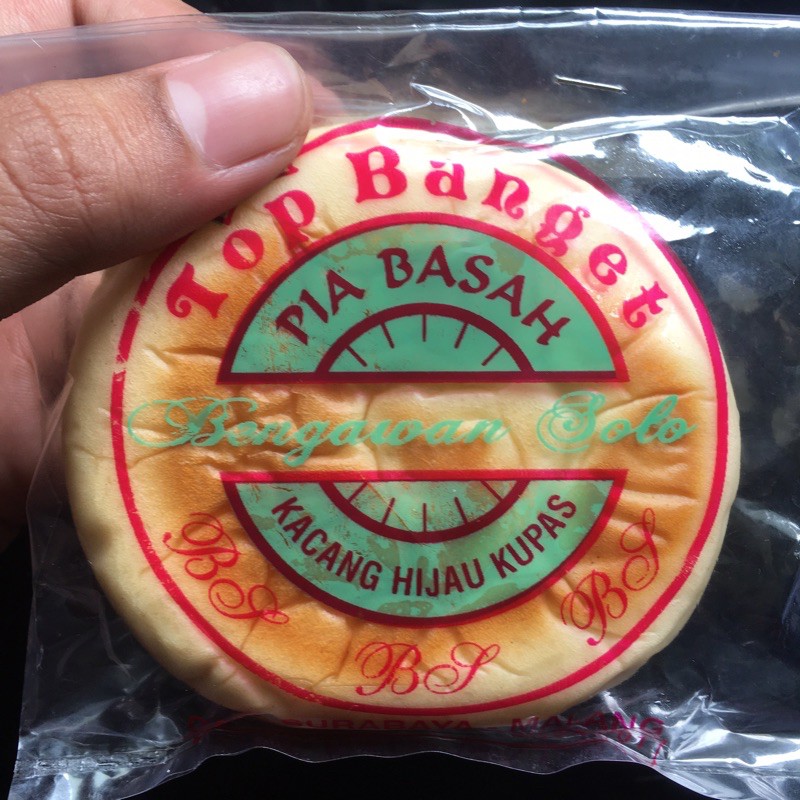 Top Banget
PIA BASAH
Bengawan Solo
KACANG HIJAU KUPAS
BS
BS
BS
SURABAYA MALANG